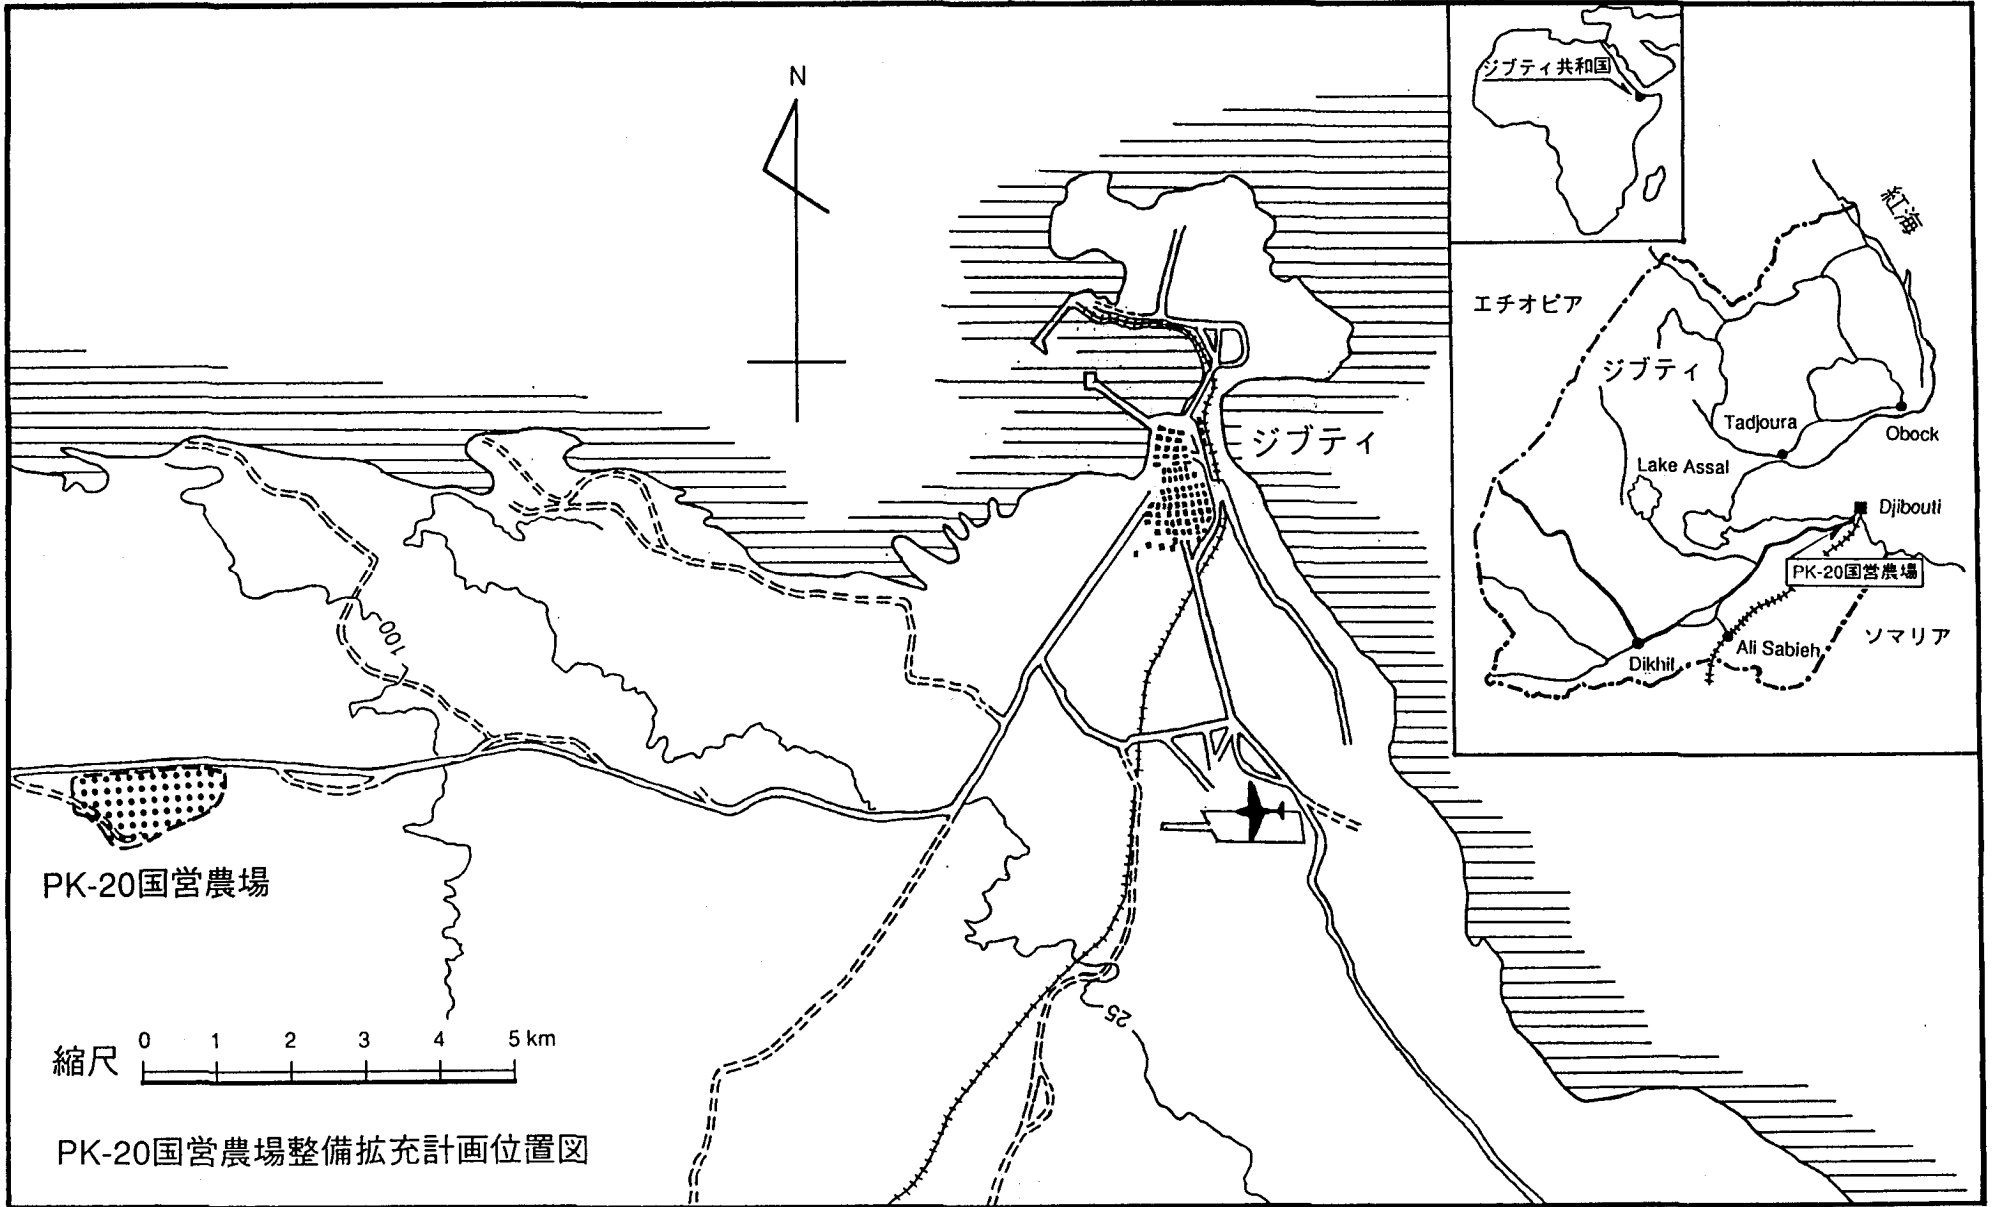 N
ジブティ共和国
紅海
エチオピア
ジブティ
Tadjoura
Obock
Lake Assal
Djibouti
PK-20国営農場
ソマリア
Ali Sabieh
Dikhil
ジブティ
100
25
PK-20国営農場
縮尺 0 1 2 3 4 5 km
PK-20国営農場整備拡充計画位置図